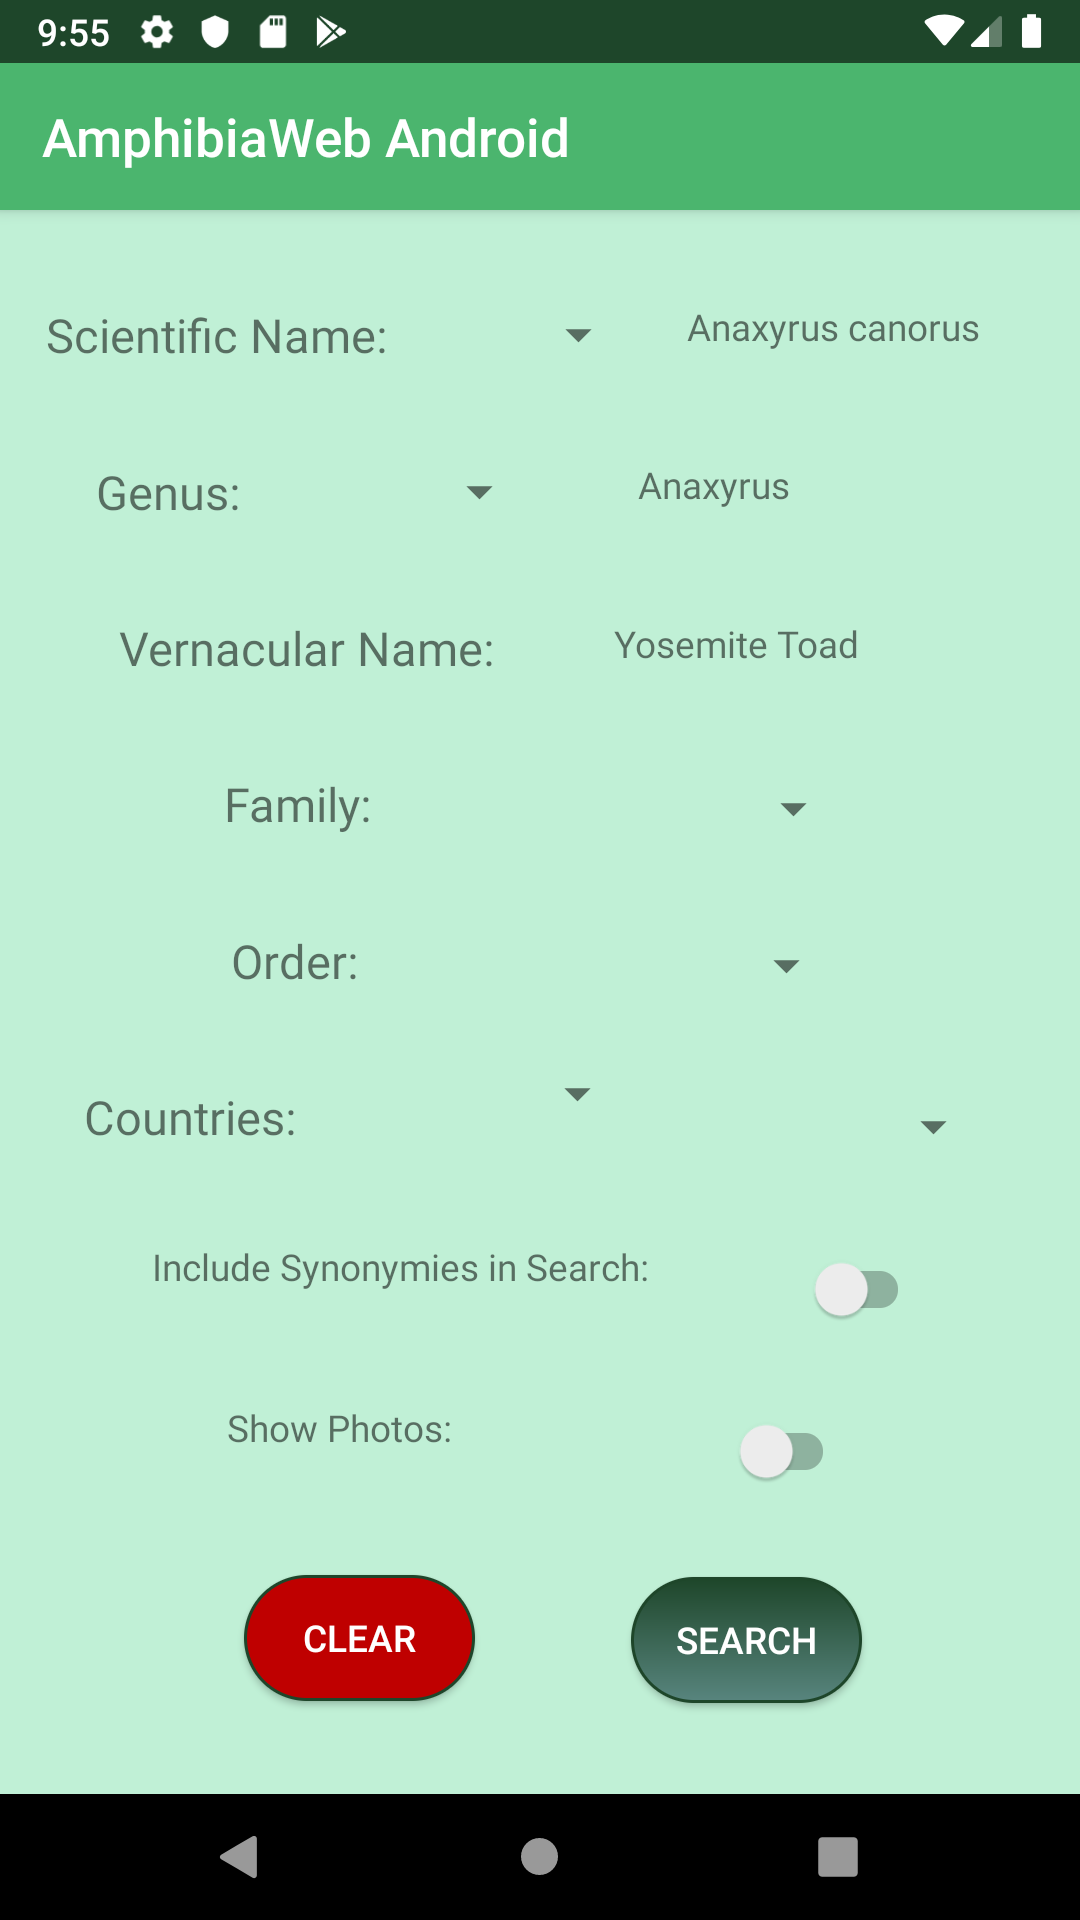 9:55
AmphibiaWeb Android
Scientific Name: Anaxyrus canorus
Genus: Anaxyrus
Vernacular Name: Yosemite Toad
Family:
Order:
Countries:
Include Synonymies in Search:
Show Photos:
CLEAR SEARCH